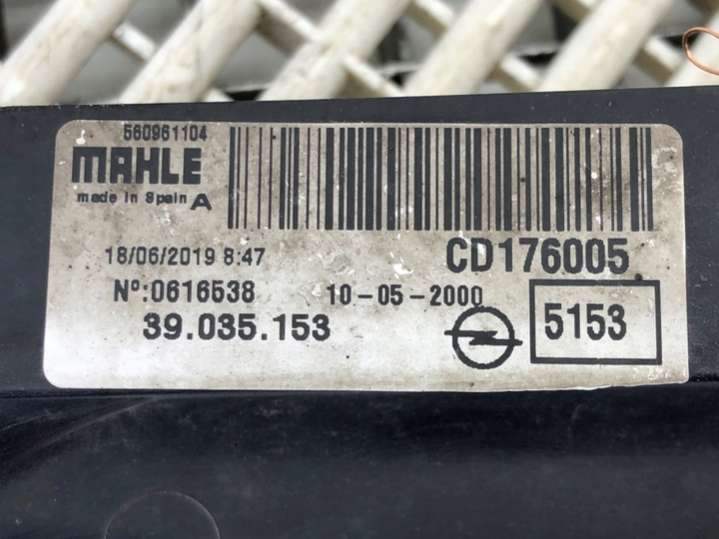 560961104
MAHLE
made in Spain A
18/06/2019 8:47
CD176005
Nº:0616538
10-05-2000
39.035.153
5153